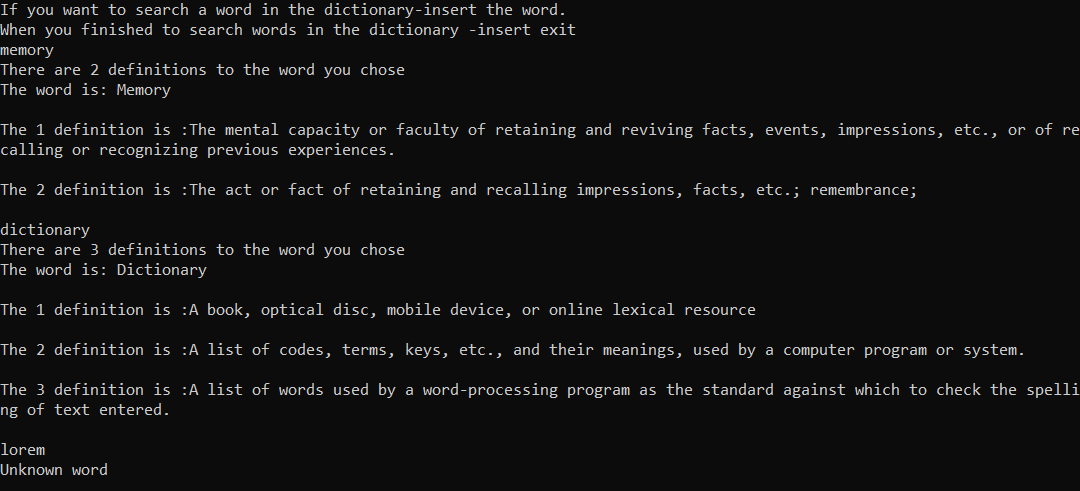 If you want to search a word in the dictionary-insert the word.
When you finished to search words in the dictionary -insert exit
memory
There are 2 definitions to the word you chose
The word is: Memory
The 1 definition is :The mental capacity or faculty of retaining and reviving facts, events, impressions, etc., or of re
calling or recognizing previous experiences.
The 2 definition is :The act or fact of retaining and recalling impressions, facts, etc.; remembrance;
dictionary
There are 3 definitions to the word you chose
The word is: Dictionary
The 1 definition is :A book, optical disc, mobile device, or online lexical resource
The 2 definition is :A list of codes, terms, keys, etc., and their meanings, used by a computer program or system.
The 3 definition is :A list of words used by a word-processing program as the standard against which to check the spelli
ng of text entered.
lorem
Unknown word